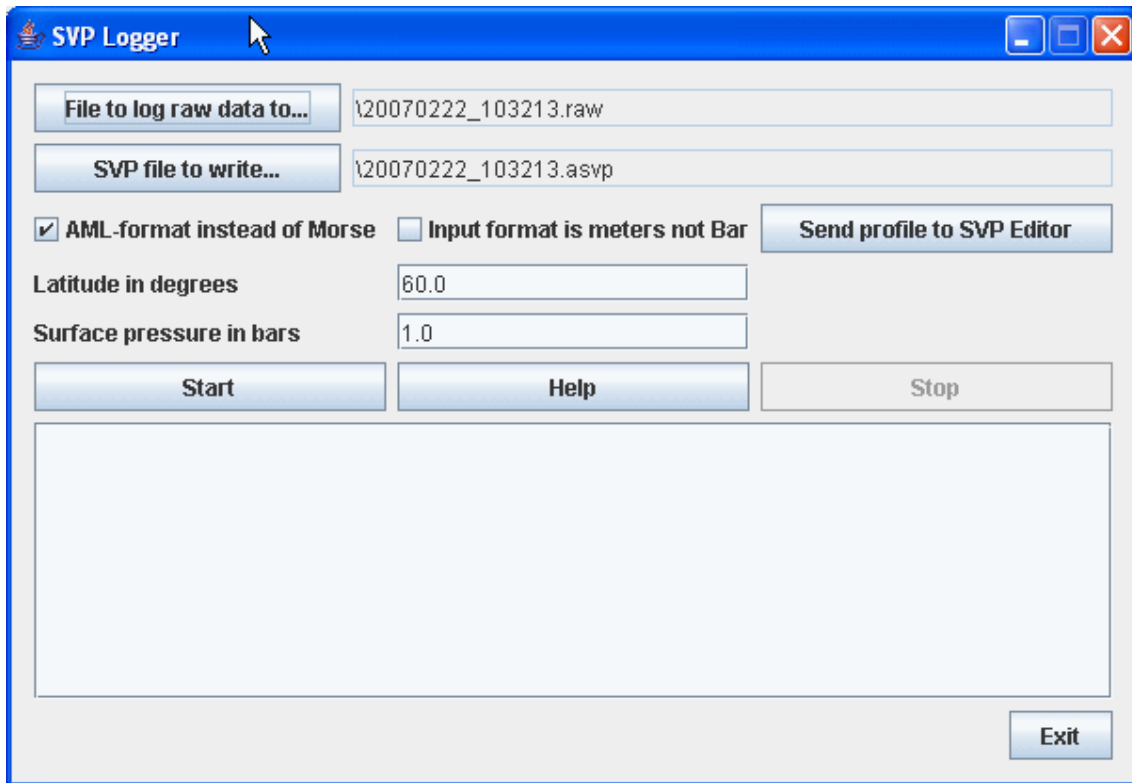 SVP Logger
File to log raw data to... \20070222_103213.raw
SVP file to write... \20070222_103213.asvp
AML-format instead of Morse Input format is meters not Bar Send profile to SVP Editor
Latitude in degrees 60.0
Surface pressure in bars 1.0
Start Help Stop
Exit